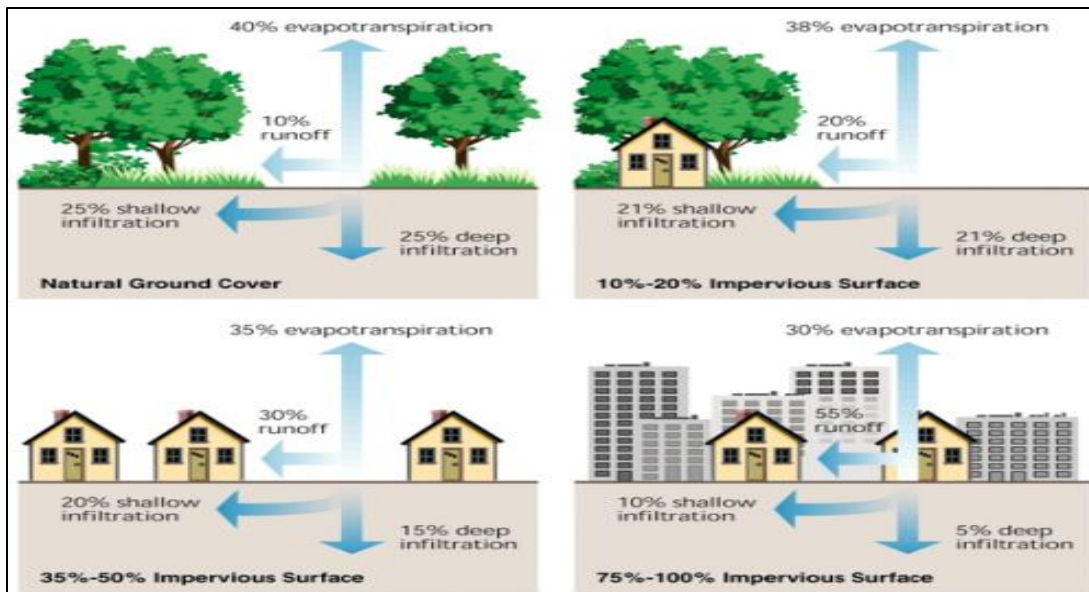 40% evapotranspiration
10%
runoff
25% shallow
infiltration
25% deep
infiltration
Natural Ground Cover
38% evapotranspiration
20%
runoff
21% shallow
infiltration
21% deep
infiltration
10%-20% Impervious Surface
35% evapotranspiration
30%
runoff
20% shallow
infiltration
15% deep
infiltration
35%-50% Impervious Surface
30% evapotranspiration
55%
runoff
10% shallow
infiltration
5% deep
infiltration
75%-100% Impervious Surface